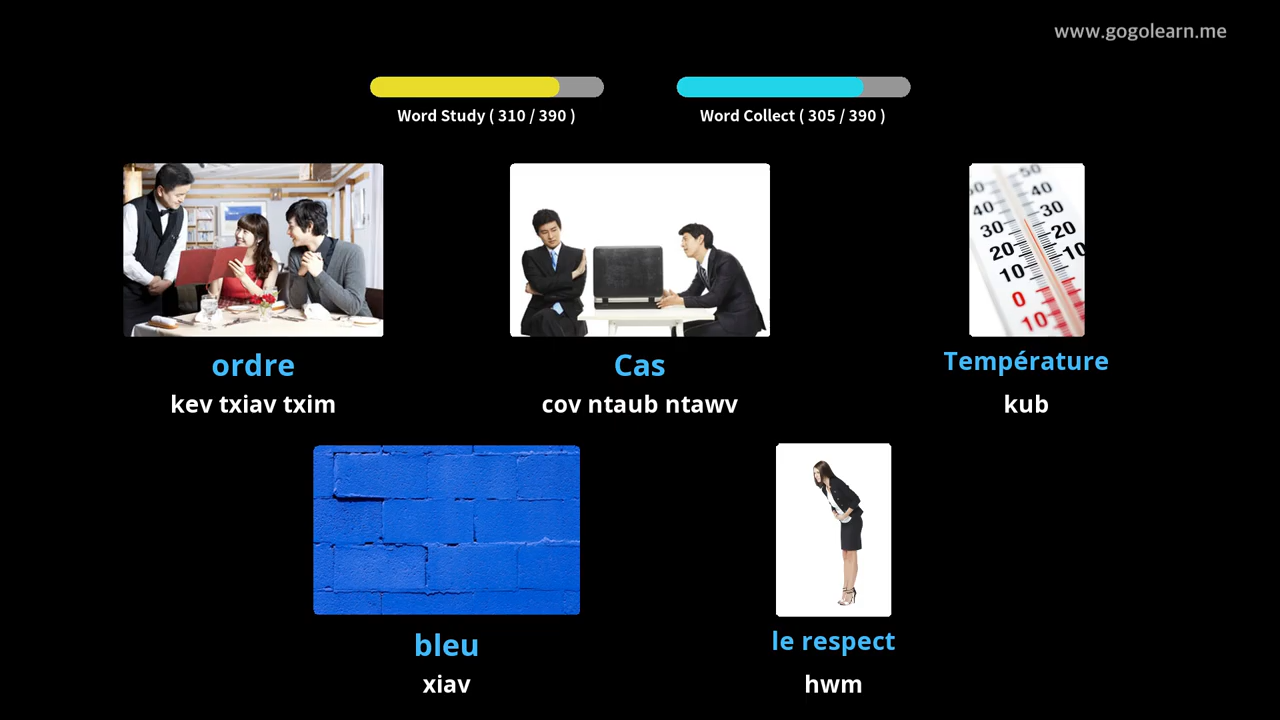 www.gogolearn.me
Word Study ( 310 / 390 )
Word Collect ( 305 / 390 )
ordre
kev txiav txim
Cas
cov ntaub ntawv
Température
kub
bleu
xiav
le respect
hwm